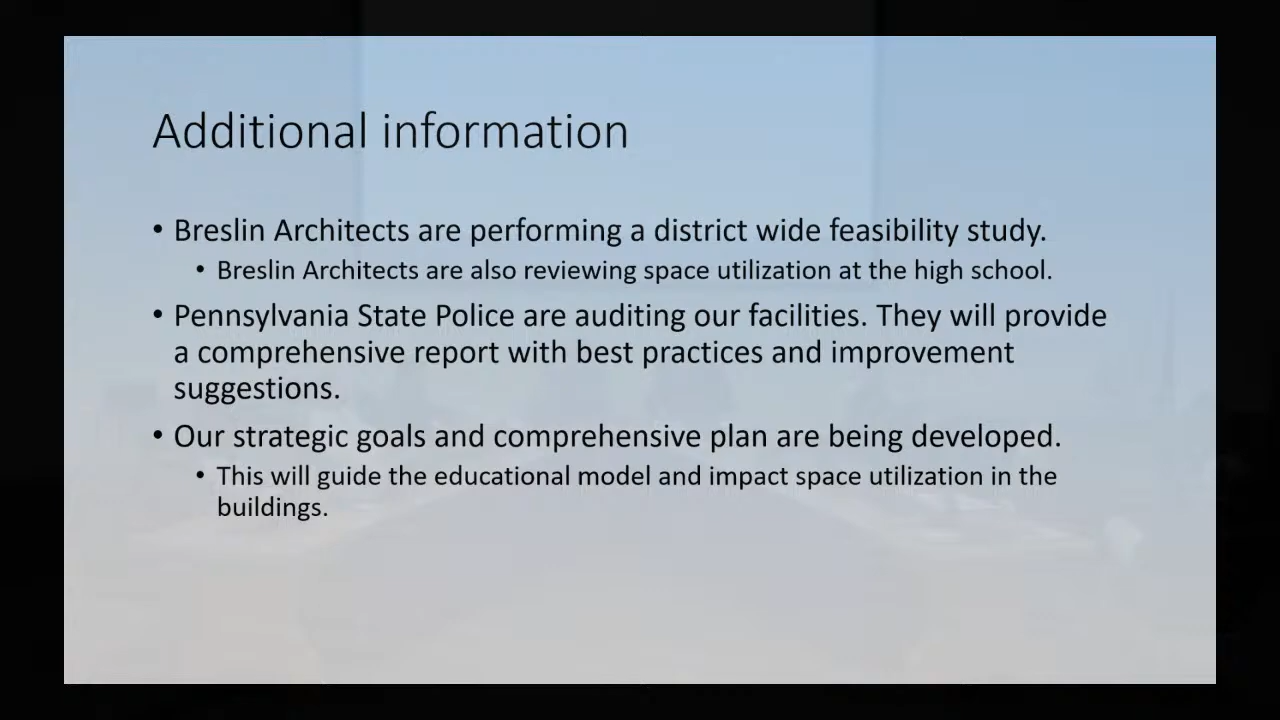 Additional information
• Breslin Architects are performing a district wide feasibility study.
• Breslin Architects are also reviewing space utilization at the high school.
• Pennsylvania State Police are auditing our facilities. They will provide
a comprehensive report with best practices and improvement
suggestions.
• Our strategic goals and comprehensive plan are being developed.
• This will guide the educational model and impact space utilization in the
buildings.